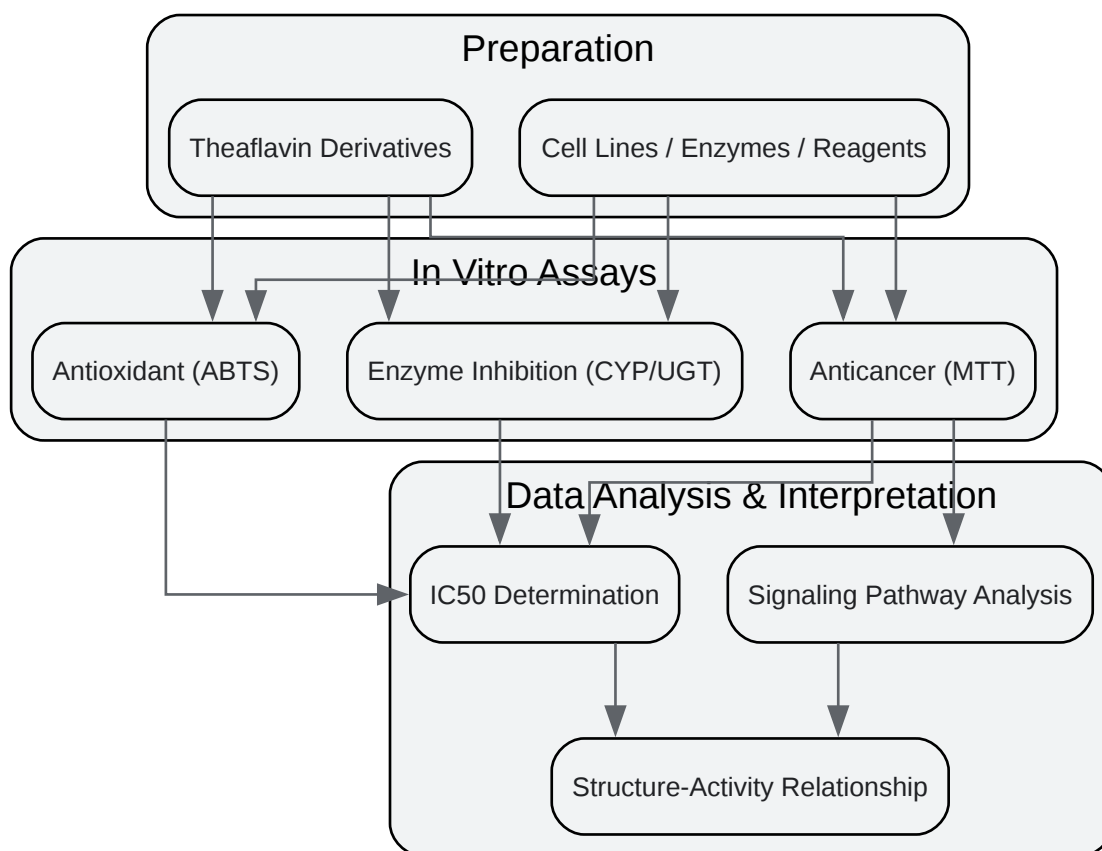 Preparation
Theaflavin Derivatives
Cell Lines / Enzymes / Reagents
In Vitro Assays
Antioxidant (ABTS)
Enzyme Inhibition (CYP/UGT)
Anticancer (MTT)
Data Analysis & Interpretation
IC50 Determination
Signaling Pathway Analysis
Structure-Activity Relationship